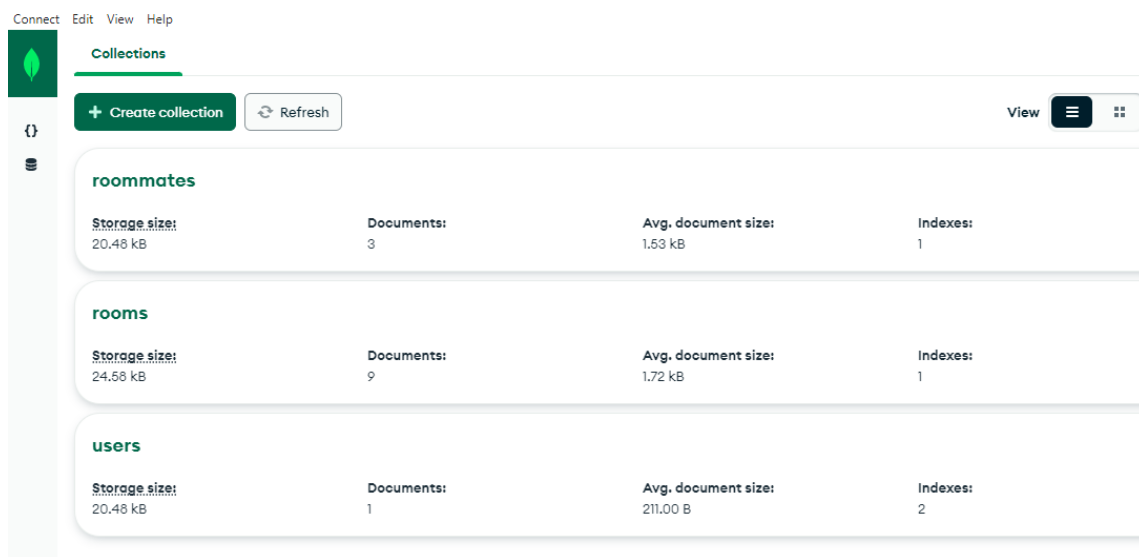 Connect Edit View Help
Collections
+ Create collection Refresh View
{}
roommates
Storage size: Documents: Avg. document size: Indexes:
20.48 kB 3 1.53 kB 1
rooms
Storage size: Documents: Avg. document size: Indexes:
24.58 kB 9 1.72 kB 1
users
Storage size: Documents: Avg. document size: Indexes:
20.48 kB 1 211.00 B 2